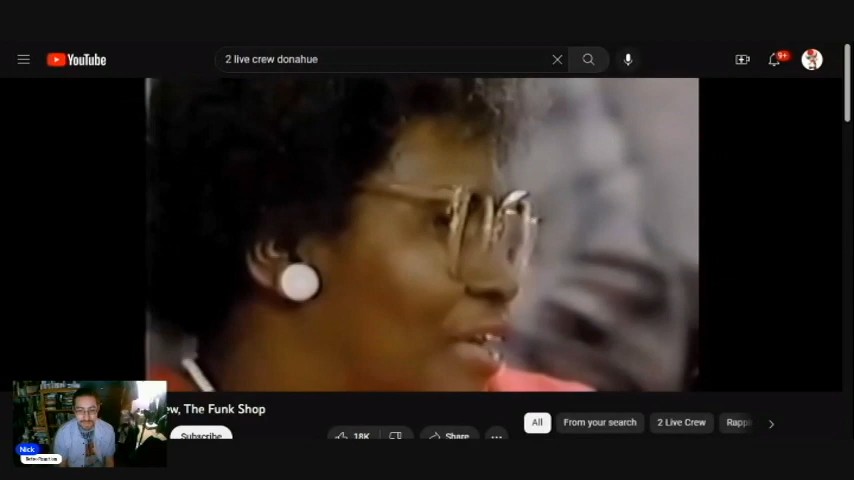 YouTube
2 live crew donahue
9+
ew, The Funk Shop
Subscribe
18K
Share
All
From your search
2 Live Crew
Rapp
Nick